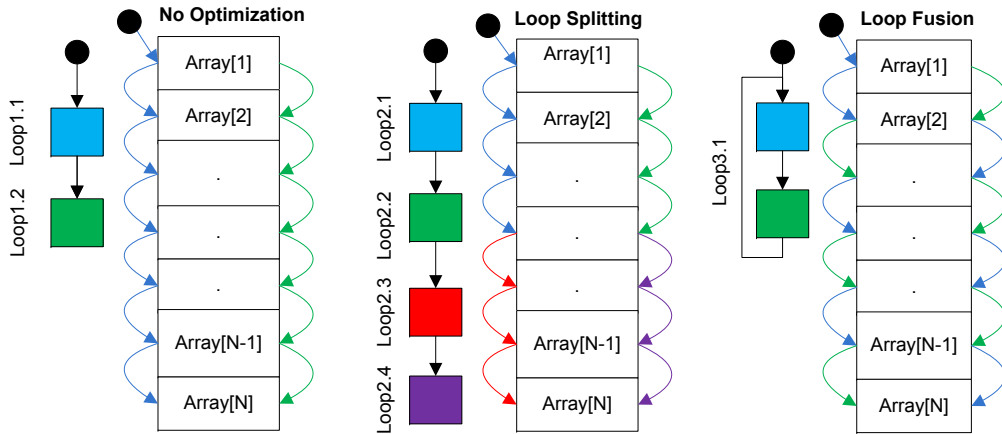 No Optimization
Loop1.1
Loop1.2
Array[1]
Array[2]
.
.
.
Array[N-1]
Array[N]
Loop Splitting
Loop2.1
Loop2.2
Loop2.3
Loop2.4
Array[1]
Array[2]
.
.
.
Array[N-1]
Array[N]
Loop Fusion
Loop3.1
Array[1]
Array[2]
.
.
.
Array[N-1]
Array[N]